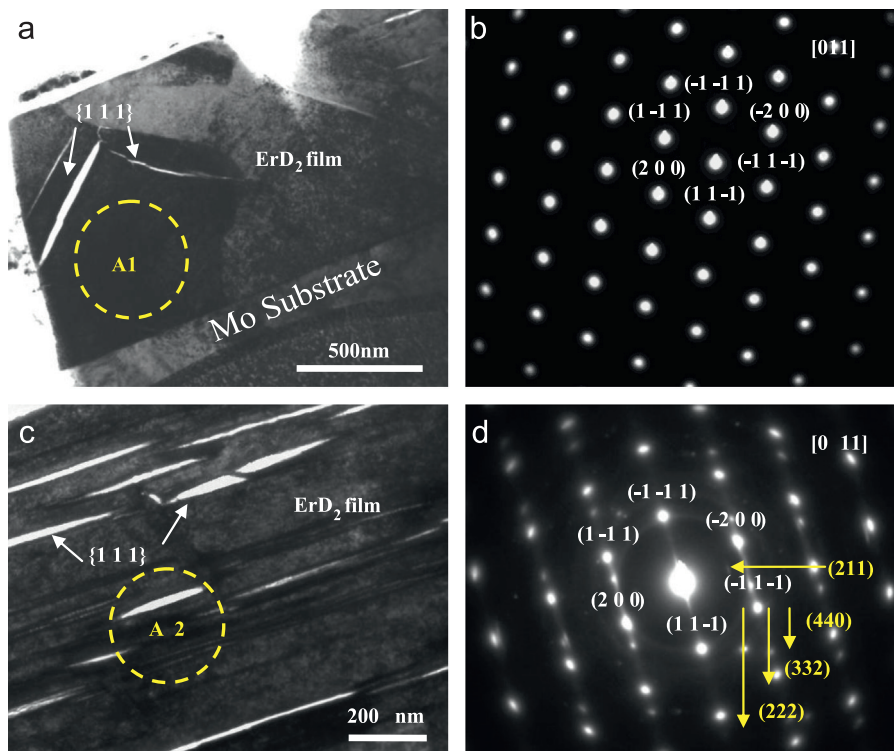 a
{1 1 1}
ErD2 film
A1
Mo Substrate
500nm
b
[011]
(-1 -1 1)
(1 -1 1)
(-2 0 0)
(2 0 0)
(-1 1 -1)
(1 1 -1)
c
ErD2 film
{1 1 1}
A 2
200 nm
d
[0 11]
(-1 -1 1)
(-2 0 0)
(1 -1 1)
(211)
(-1 1 -1)
(2 0 0)
(440)
(1 1 -1)
(332)
(222)